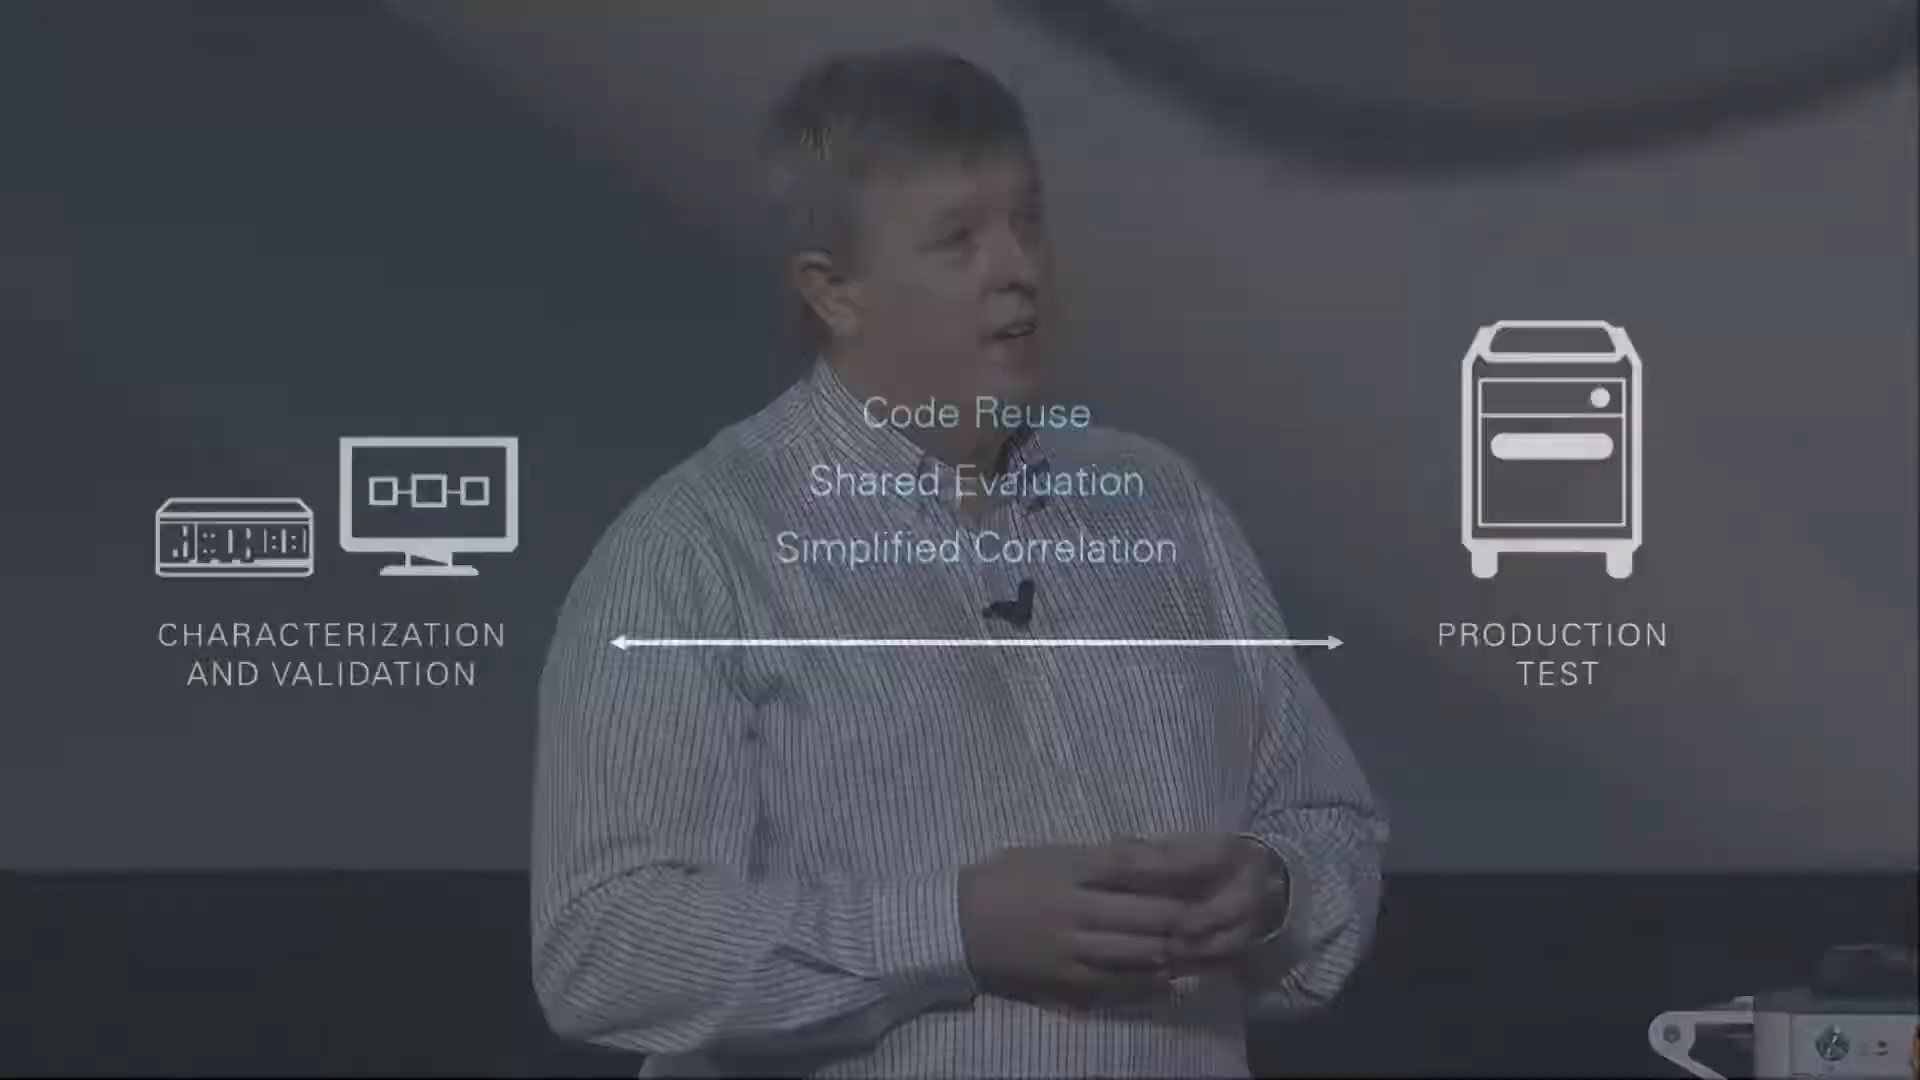 Code Reuse
Shared Evaluation
Simplified Correlation
CHARACTERIZATION
AND VALIDATION
PRODUCTION
TEST